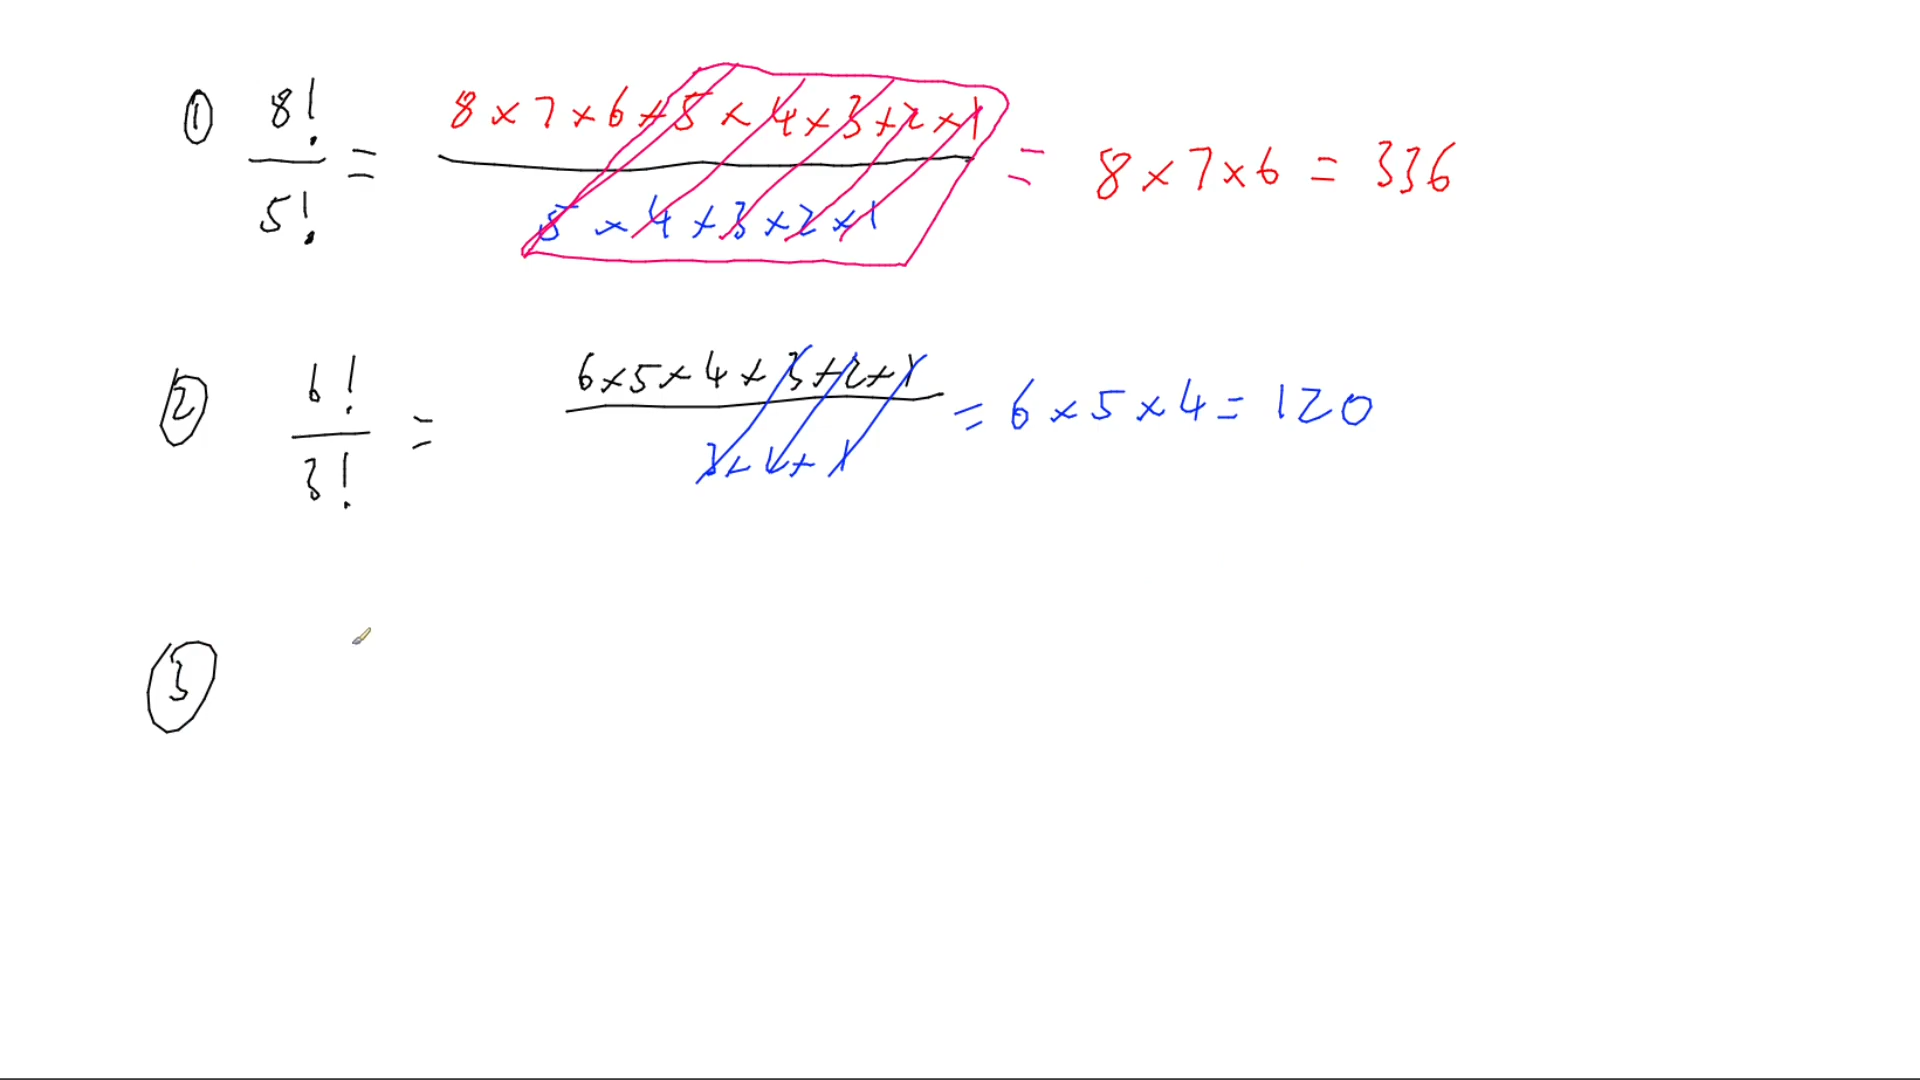 ① 8!/5! = 8×7×6×5×4×3×2×1 / 5×4×3×2×1 = 8×7×6 = 336
② 6!/3! = 6×5×4×3×2×1 / 3×2×1 = 6×5×4 = 120
③